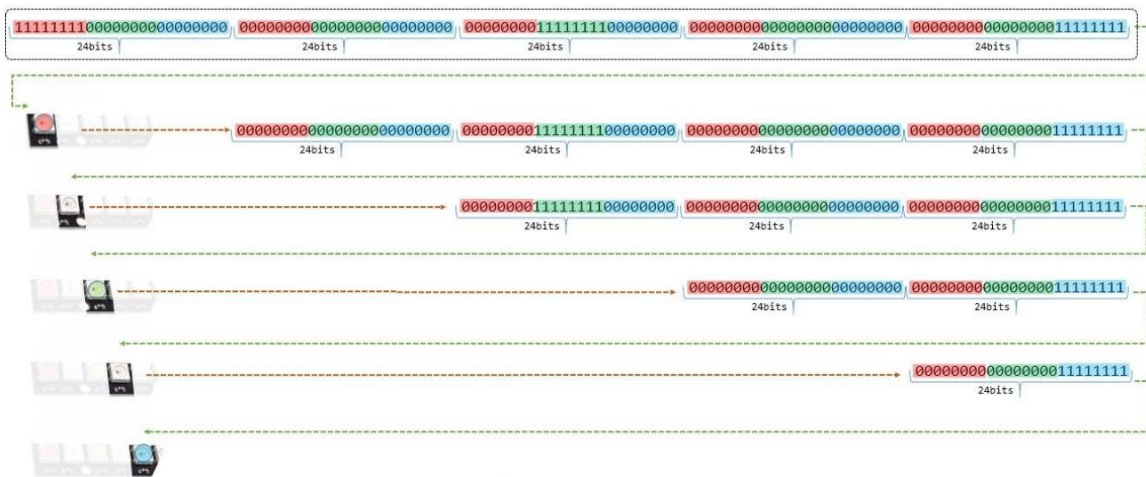 111111110000000000000000 000000000000000000000000 000000001111111100000000 000000000000000000000000 000000000000000011111111
24bits 24bits 24bits 24bits 24bits
000000000000000000000000 000000001111111100000000 000000000000000000000000 000000000000000011111111
24bits 24bits 24bits 24bits
000000001111111100000000 000000000000000000000000 000000000000000011111111
24bits 24bits 24bits
000000000000000000000000 000000000000000011111111
24bits 24bits
000000000000000011111111
24bits